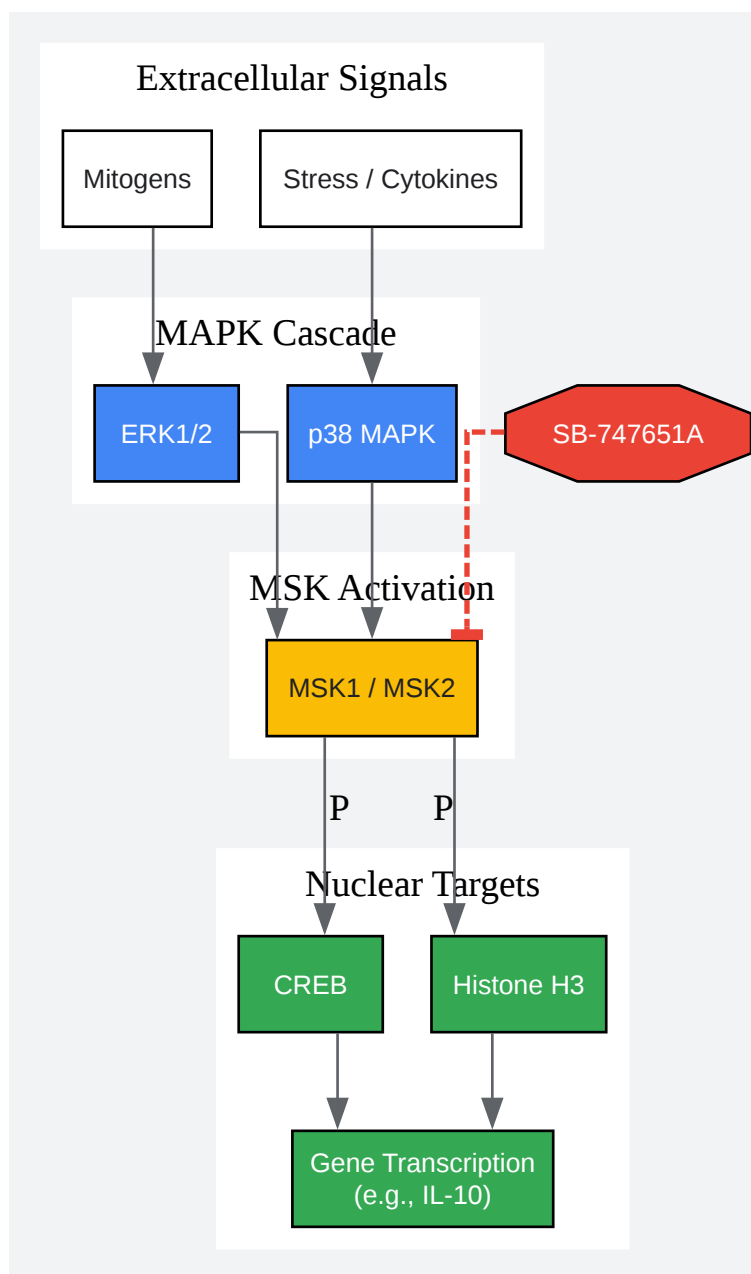 Extracellular Signals
Mitogens
Stress / Cytokines
MAPK Cascade
ERK1/2
p38 MAPK
SB-747651A
MSK Activation
MSK1 / MSK2
P
P
Nuclear Targets
CREB
Histone H3
Gene Transcription
(e.g., IL-10)